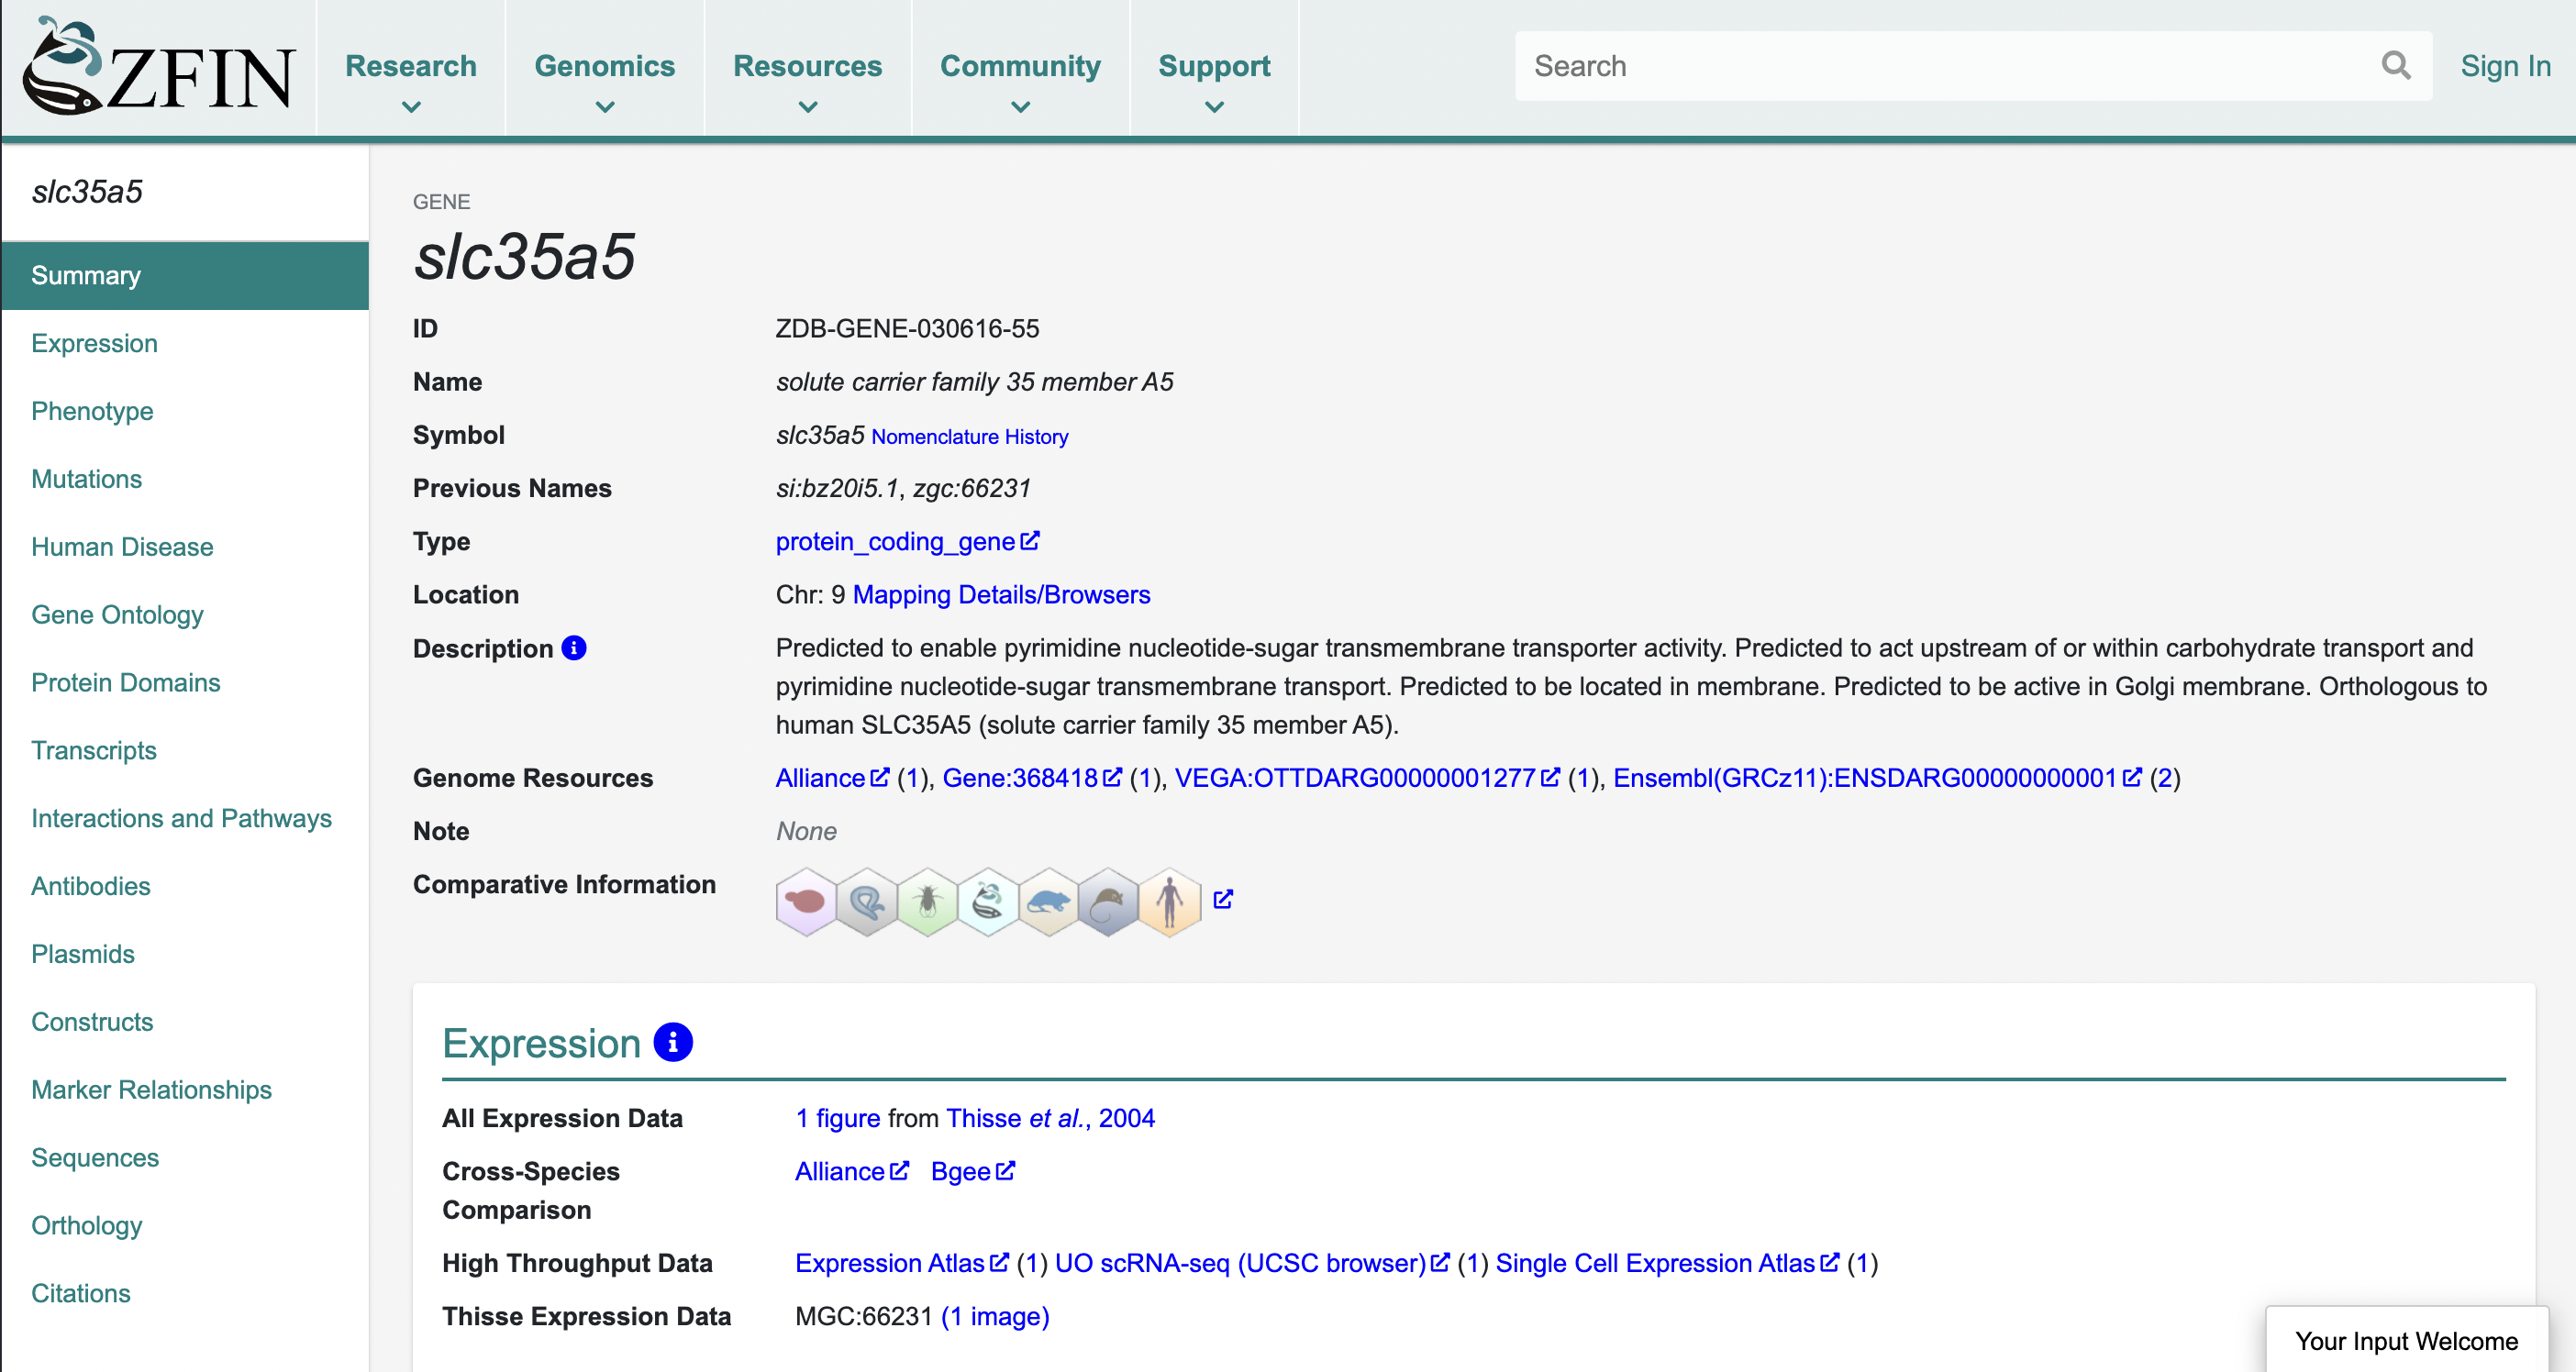 ZFIN
Research
Genomics
Resources
Community
Support
Search
Sign In
slc35a5
Summary
Expression
Phenotype
Mutations
Human Disease
Gene Ontology
Protein Domains
Transcripts
Interactions and Pathways
Antibodies
Plasmids
Constructs
Marker Relationships
Sequences
Orthology
Citations
GENE
slc35a5
ID ZDB-GENE-030616-55
Name solute carrier family 35 member A5
Symbol slc35a5 Nomenclature History
Previous Names si:bz20i5.1, zgc:66231
Type protein_coding_gene
Location Chr: 9 Mapping Details/Browsers
Description Predicted to enable pyrimidine nucleotide-sugar transmembrane transporter activity. Predicted to act upstream of or within carbohydrate transport and
pyrimidine nucleotide-sugar transmembrane transport. Predicted to be located in membrane. Predicted to be active in Golgi membrane. Orthologous to
human SLC35A5 (solute carrier family 35 member A5).
Genome Resources Alliance (1), Gene:368418 (1), VEGA:OTTDARG00000001277 (1), Ensembl(GRCz11):ENSDARG00000000001 (2)
Note None
Comparative Information
Expression
All Expression Data 1 figure from Thisse et al., 2004
Cross-Species Alliance Bgee
Comparison
High Throughput Data Expression Atlas (1) UO scRNA-seq (UCSC browser) (1) Single Cell Expression Atlas (1)
Thisse Expression Data MGC:66231 (1 image)
Your Input Welcome